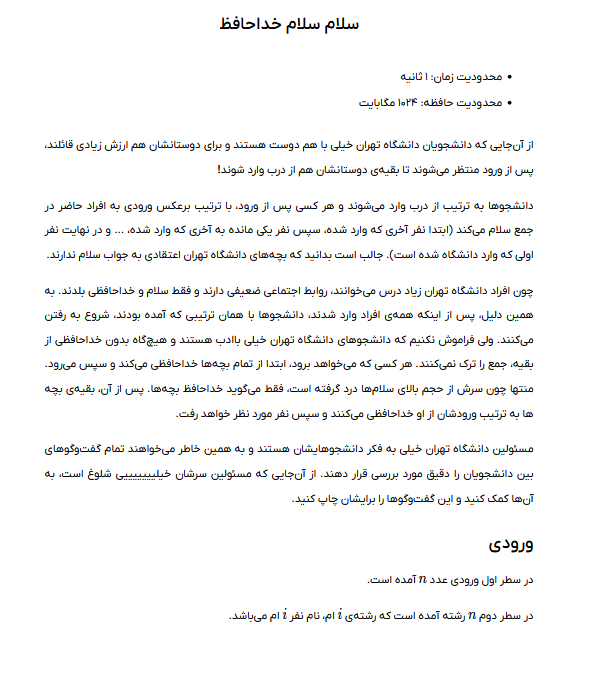 سلام سلام خداحافظ
• محدودیت زمان: ۱ ثانیه
• محدودیت حافظه: ۱۰۲۴ مگابایت
از آن‌جایی که دانشجویان دانشگاه تهران خیلی با هم دوست هستند و برای دوستانشان هم ارزش زیادی قائلند،
پس از ورود منتظر می‌شوند تا بقیه‌ی دوستانشان هم از درب وارد شوند!
دانشجوها به ترتیب از درب وارد می‌شوند و هر کسی پس از ورود، با ترتیب برعکس ورودی به افراد حاضر در
جمع سلام می‌کند (ابتدا نفر آخری که وارد شده، سپس نفر یکی مانده به آخری که وارد شده، ... و در نهایت نفر
اولی که وارد دانشگاه شده است). جالب است بدانید که بچه‌های دانشگاه تهران اعتقادی به جواب سلام ندارند.
چون افراد دانشگاه تهران زیاد درس می‌خوانند، روابط اجتماعی ضعیفی دارند و فقط سلام و خداحافظی بلدند. به
همین دلیل، پس از اینکه همه‌ی افراد وارد شدند، دانشجوها با همان ترتیبی که آمده بودند، شروع به رفتن
می‌کنند. ولی فراموش نکنیم که دانشجوهای دانشگاه تهران خیلی باادب هستند و هیچ‌گاه بدون خداحافظی از
بقیه، جمع را ترک نمی‌کنند. هر کسی که می‌خواهد برود، ابتدا از تمام بچه‌ها خداحافظی می‌کند و سپس می‌رود.
منتها چون سرش از حجم بالای سلام‌ها درد گرفته است، فقط می‌گوید خداحافظ بچه‌ها. پس از آن، بقیه‌ی بچه
ها به ترتیب ورودشان از او خداحافظی می‌کنند و سپس نفر مورد نظر خواهد رفت.
مسئولین دانشگاه تهران خیلی به فکر دانشجوهایشان هستند و به همین خاطر می‌خواهند تمام گفت‌وگوهای
بین دانشجویان را دقیق مورد بررسی قرار دهند. از آن‌جایی که مسئولین سرشان خیلیییییییی شلوغ است، به
آن‌ها کمک کنید و این گفت‌وگوها را برایشان چاپ کنید.
ورودی
در سطر اول ورودی عدد n آمده است.
در سطر دوم n رشته آمده است که رشته‌ی i ام، نام نفر i ام می‌باشد.